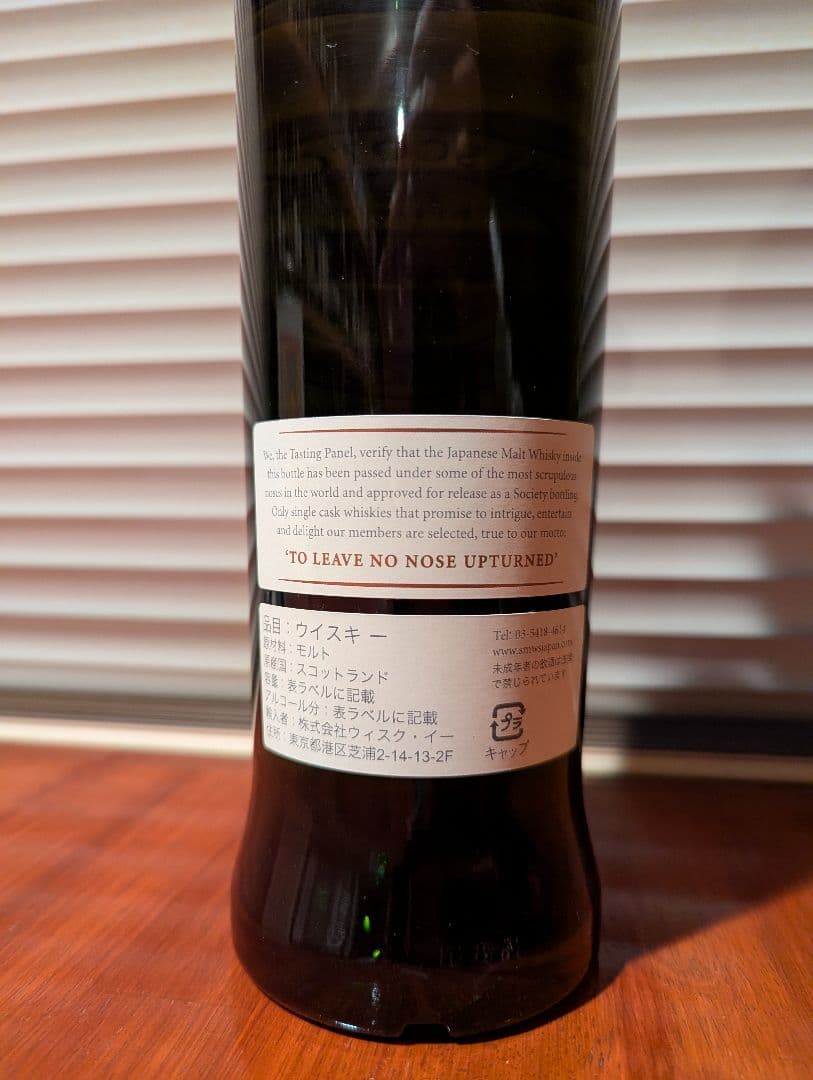 We, the Tasting Panel, verify that the Japanese Malt Whisky inside
this bottle has been passed under some of the most scrupulous
noses in the world and approved for release as a Society bottling.
Only single cask whiskies that promise to intrigue, entertain
and delight our members are selected, true to our motto:
‘TO LEAVE NO NOSE UPTURNED’
品目：ウイスキー
原材料：モルト
原産国：スコットランド
容量：表ラベルに記載
アルコール分：表ラベルに記載
輸入者：株式会社ウィスク・イー
住所：東京都港区芝浦2-14-13-2F
Tel: 03-5418-4614
www.smwsjapan.com
未成年者の飲酒は法律
で禁じられています
プラ
キャップ